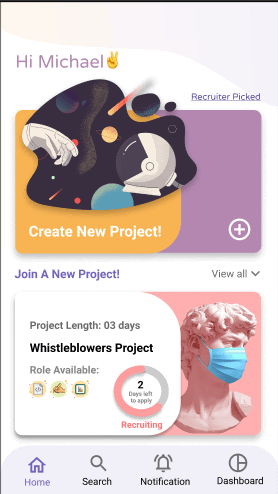 Hi Michael✌
Recruiter Picked
Create New Project!
Join A New Project!
View all
Project Length: 03 days
Whistleblowers Project
Role Available:
2
Days left
to apply
Recruiting
Home
Search
Notification
Dashboard